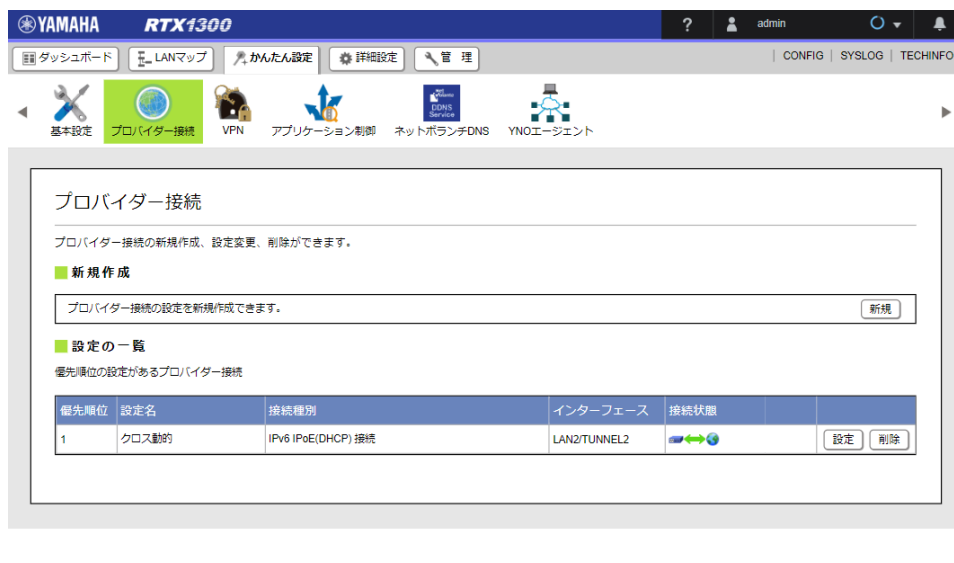 YAMAHA RTX1300 ? admin
ダッシュボード LANマップ かんたん設定 詳細設定 管 理 | CONFIG | SYSLOG | TECHINFO
Net Volante DDNS Service
基本設定 プロバイダー接続 VPN アプリケーション制御 ネットボランチDNS YNOエージェント
プロバイダー接続
プロバイダー接続の新規作成、設定変更、削除ができます。
新規作成
プロバイダー接続の設定を新規作成できます。 新規
設定の一覧
優先順位の設定があるプロバイダー接続
優先順位 設定名 接続種別 インターフェース 接続状態
1 クロス動的 IPv6 IPoE(DHCP) 接続 LAN2/TUNNEL2 設定 削除